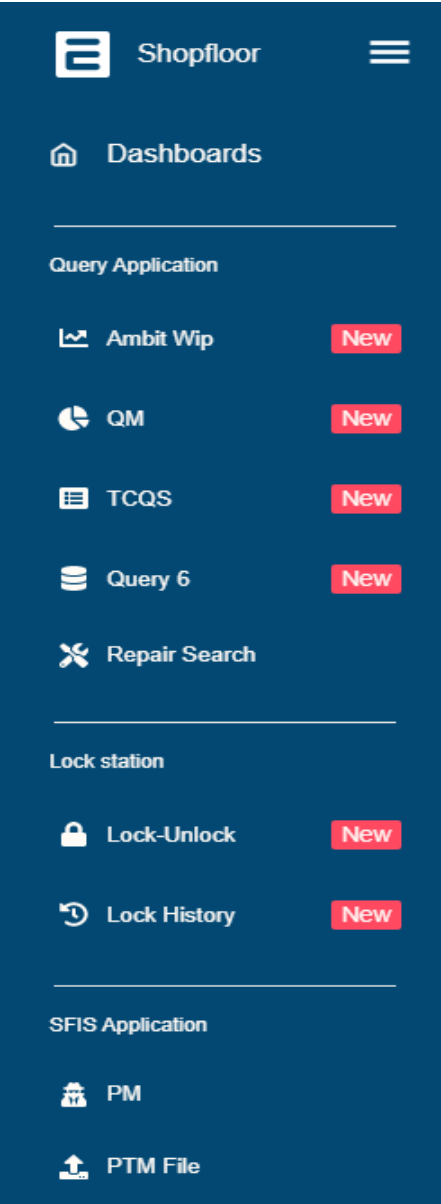 Shopfloor
Dashboards
Query Application
Ambit Wip New
QM New
TCQS New
Query 6 New
Repair Search
Lock station
Lock-Unlock New
Lock History New
SFIS Application
PM
PTM File